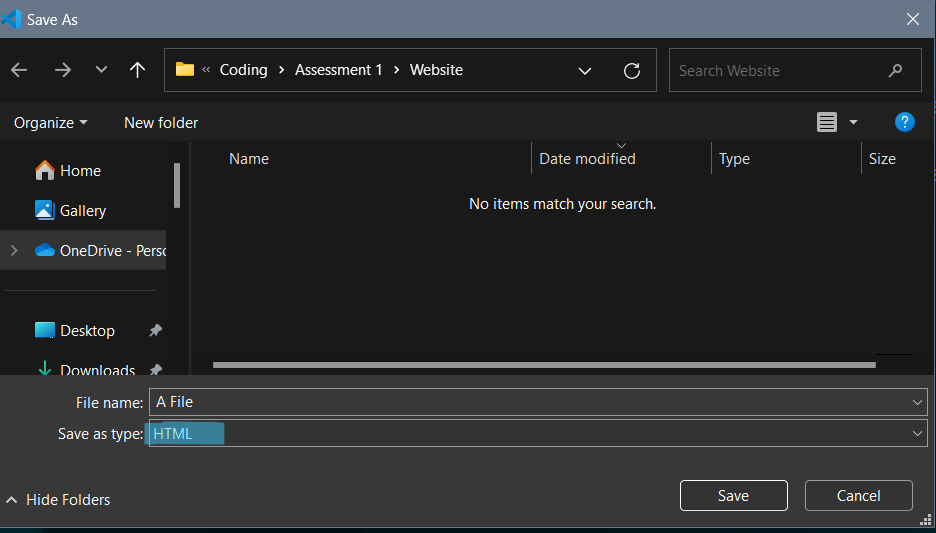 Save As
« Coding > Assessment 1 > Website
Search Website
Organize New folder
?
Name Date modified Type Size
Home
No items match your search.
Gallery
OneDrive - Perso
Desktop
Downloads
File name: A File
Save as type: HTML
Hide Folders Save Cancel